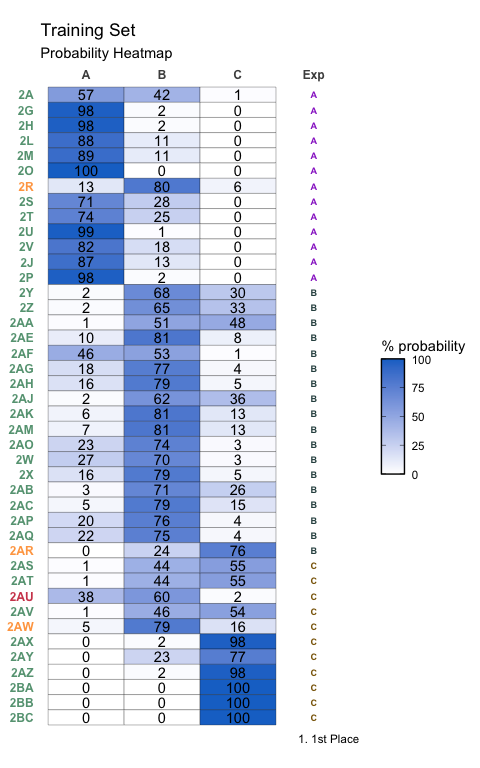 Training Set
Probability Heatmap
A B C Exp
2A 57 42 1 A
2G 98 2 0 A
2H 98 2 0 A
2L 88 11 0 A
2M 89 11 0 A
2O 100 0 0 A
2R 13 80 6 A
2S 71 28 0 A
2T 74 25 0 A
2U 99 1 0 A
2V 82 18 0 A
2J 87 13 0 A
2P 98 2 0 A
2Y 2 68 30 B
2Z 2 65 33 B
2AA 1 51 48 B
2AE 10 81 8 B
2AF 46 53 1 B
2AG 18 77 4 B
2AH 16 79 5 B
2AJ 2 62 36 B
2AK 6 81 13 B
2AM 7 81 13 B
2AO 23 74 3 B
2W 27 70 3 B
2X 16 79 5 B
2AB 3 71 26 B
2AC 5 79 15 B
2AP 20 76 4 B
2AQ 22 75 4 B
2AR 0 24 76 B
2AS 1 44 55 C
2AT 1 44 55 C
2AU 38 60 2 C
2AV 1 46 54 C
2AW 5 79 16 C
2AX 0 2 98 C
2AY 0 23 77 C
2AZ 0 2 98 C
2BA 0 0 100 C
2BB 0 0 100 C
2BC 0 0 100 C
1. 1st Place
% probability
100
75
50
25
0